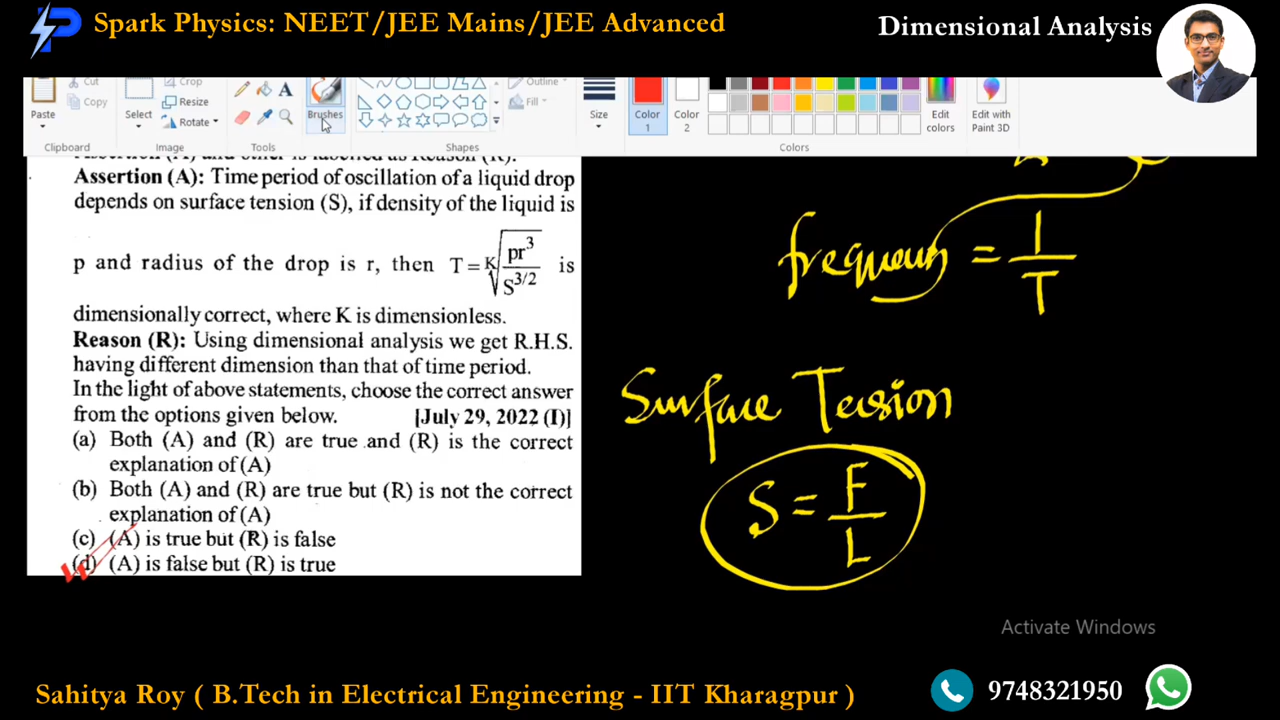 Spark Physics: NEET/JEE Mains/JEE Advanced
Dimensional Analysis
Cut
Copy
Paste
Clipboard
Crop
Resize
Rotate
Select
Image
A
Tools
Brushes
Outline
Fill
Shapes
Size
Color 1
Color 2
Edit colors
Edit with Paint 3D
Colors
Assertion (A) and other is labelled as Reason (R).
Assertion (A): Time period of oscillation of a liquid drop
depends on surface tension (S), if density of the liquid is
p and radius of the drop is r, then T = K√(pr³/S^3/2) is
dimensionally correct, where K is dimensionless.
Reason (R): Using dimensional analysis we get R.H.S.
having different dimension than that of time period.
In the light of above statements, choose the correct answer
from the options given below. [July 29, 2022 (I)]
(a) Both (A) and (R) are true and (R) is the correct
explanation of (A)
(b) Both (A) and (R) are true but (R) is not the correct
explanation of (A)
(c) (A) is true but (R) is false
(d) (A) is false but (R) is true
= 1/T
Surface Tension
S = F/L
Activate Windows
Sahitya Roy ( B.Tech in Electrical Engineering - IIT Kharagpur )
9748321950